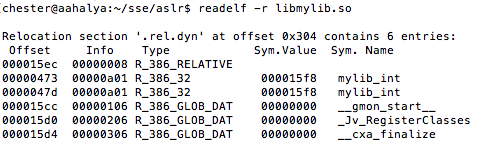 [chester@aahalya:~/sse/aslr$ readelf -r libmylib.so
Relocation section '.rel.dyn' at offset 0x304 contains 6 entries:
Offset Info Type Sym.Value Sym. Name
000015ec 00000008 R_386_RELATIVE
00000473 00000a01 R_386_32 000015f8 mylib_int
0000047d 00000a01 R_386_32 000015f8 mylib_int
000015cc 00000106 R_386_GLOB_DAT 00000000 __gmon_start__
000015d0 00000206 R_386_GLOB_DAT 00000000 _Jv_RegisterClasses
000015d4 00000306 R_386_GLOB_DAT 00000000 __cxa_finalize